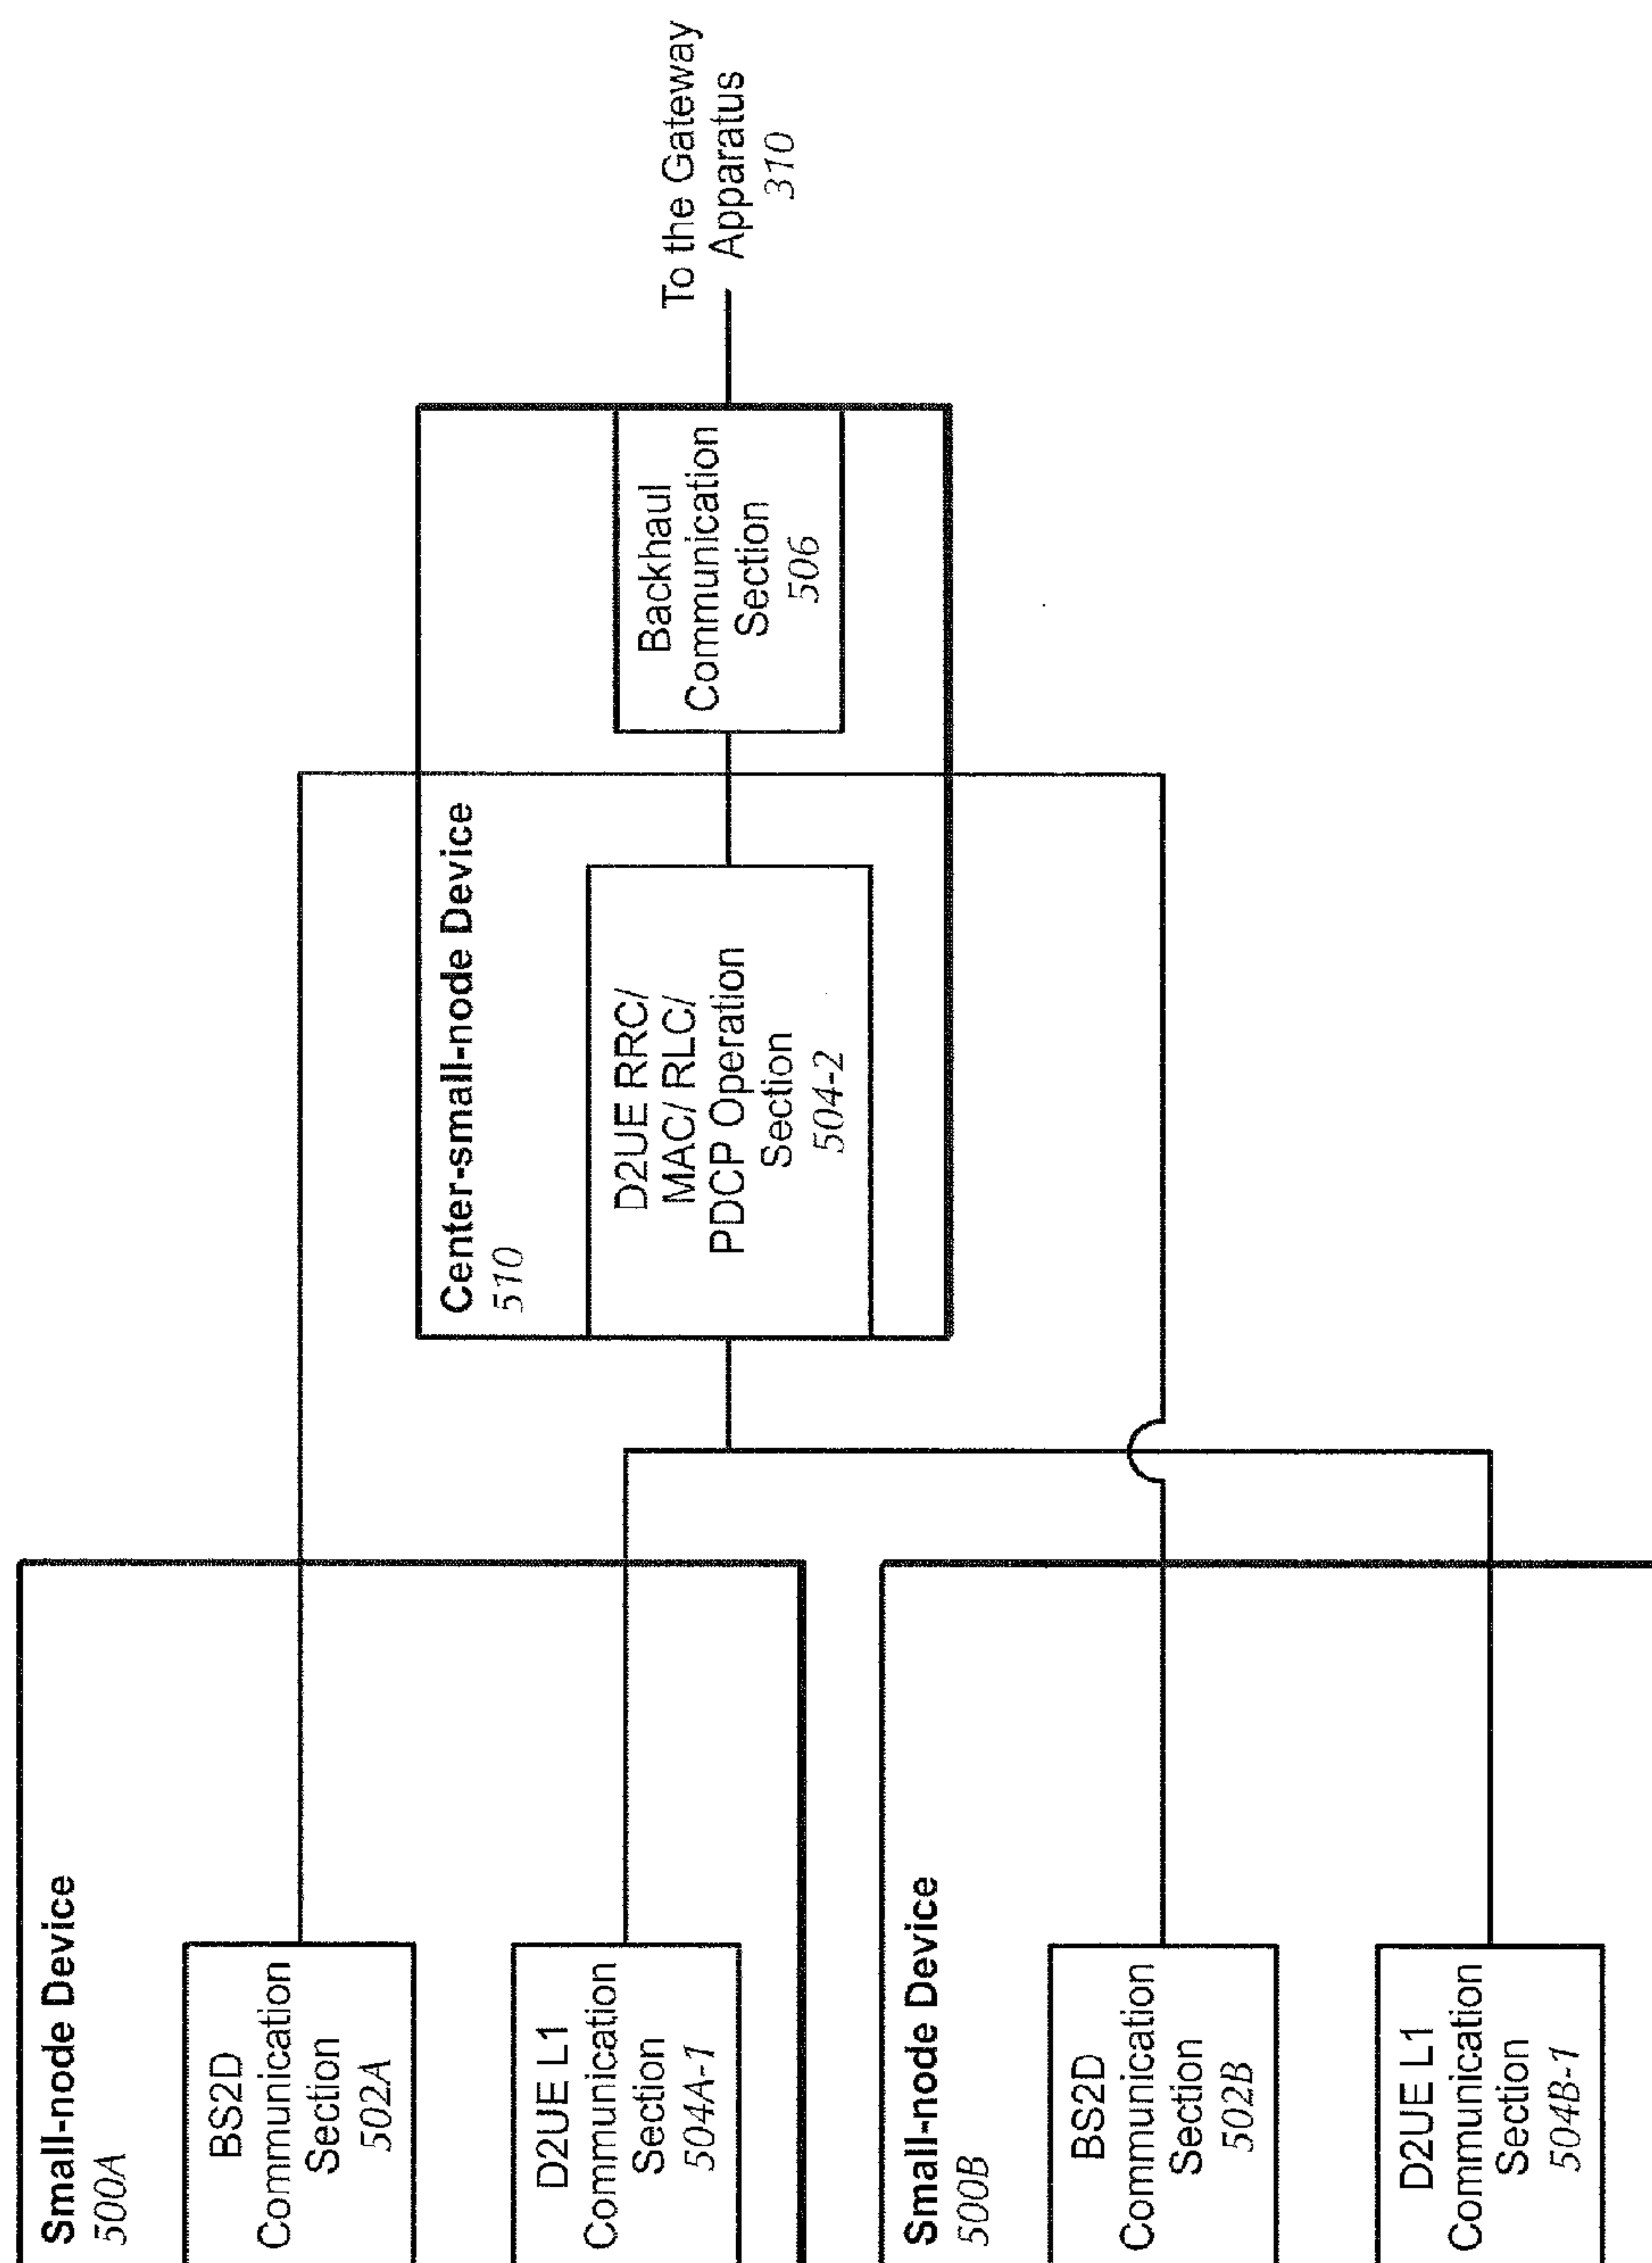 Small-node Device
500A
BS2D
Communication
Section
502A
D2UE L1
Communication
Section
504A-1
Small-node Device
500B
BS2D
Communication
Section
502B
D2UE L1
Communication
Section
504B-1
Center-small-node Device
510
D2UE RRC/
MAC/ RLC/
PDCP Operation
Section
504-2
Backhaul
Communication
Section
506
To the Gateway
Apparatus
310